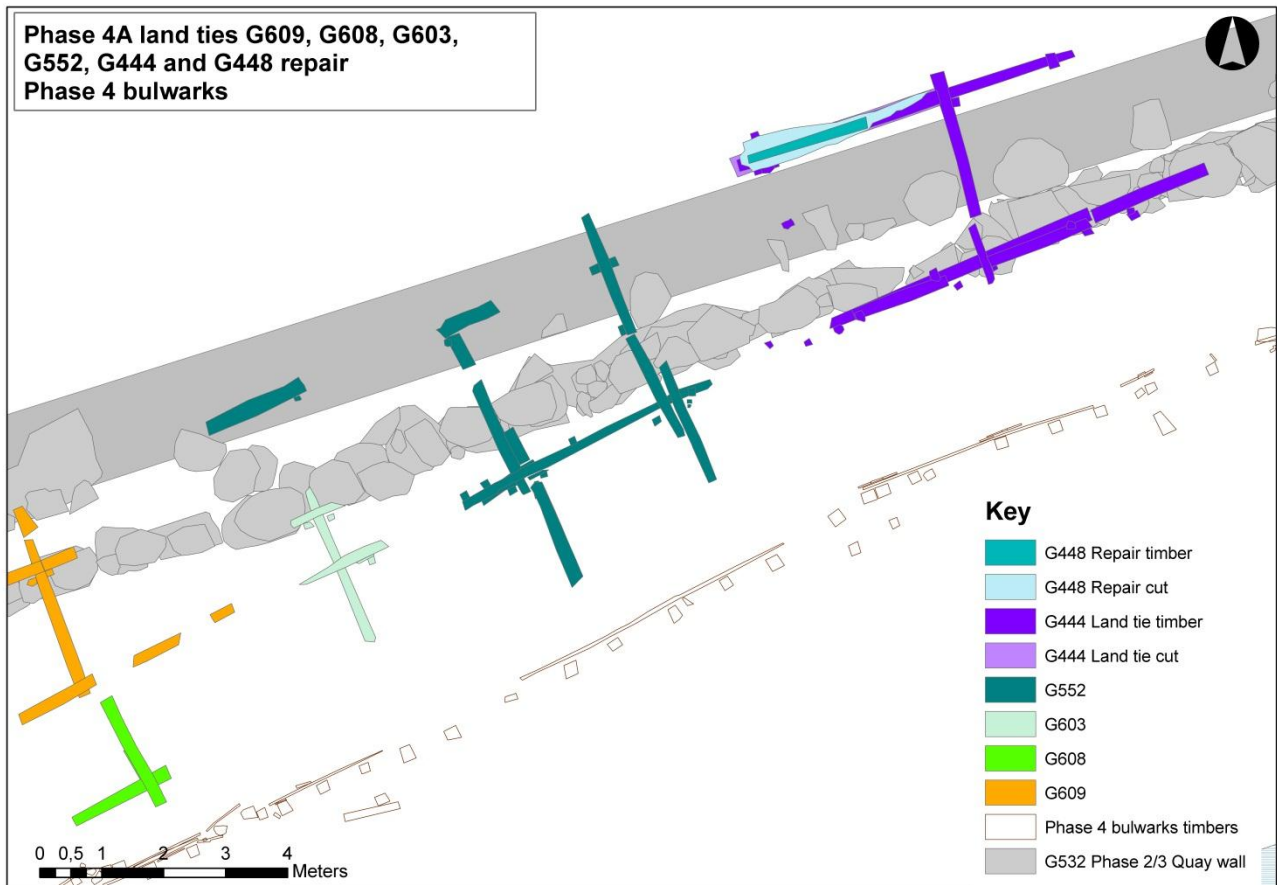 Phase 4A land ties G609, G608, G603,
G552, G444 and G448 repair
Phase 4 bulwarks
Key
G448 Repair timber
G448 Repair cut
G444 Land tie timber
G444 Land tie cut
G552
G603
G608
G609
Phase 4 bulwarks timbers
G532 Phase 2/3 Quay wall
0 0,5 1 2 3 4
Meters